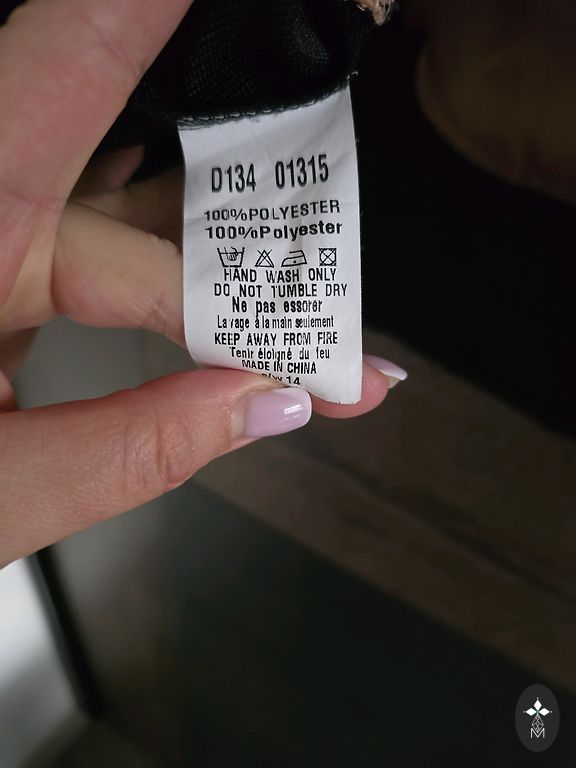 D134 01315
100%POLYESTER
100%Polyester
HAND WASH ONLY
DO NOT TUMBLE DRY
Ne pas essorer
La vage à la main seulement
KEEP AWAY FROM FIRE
Tenir éloigné du feu
MADE IN CHINA
14
M